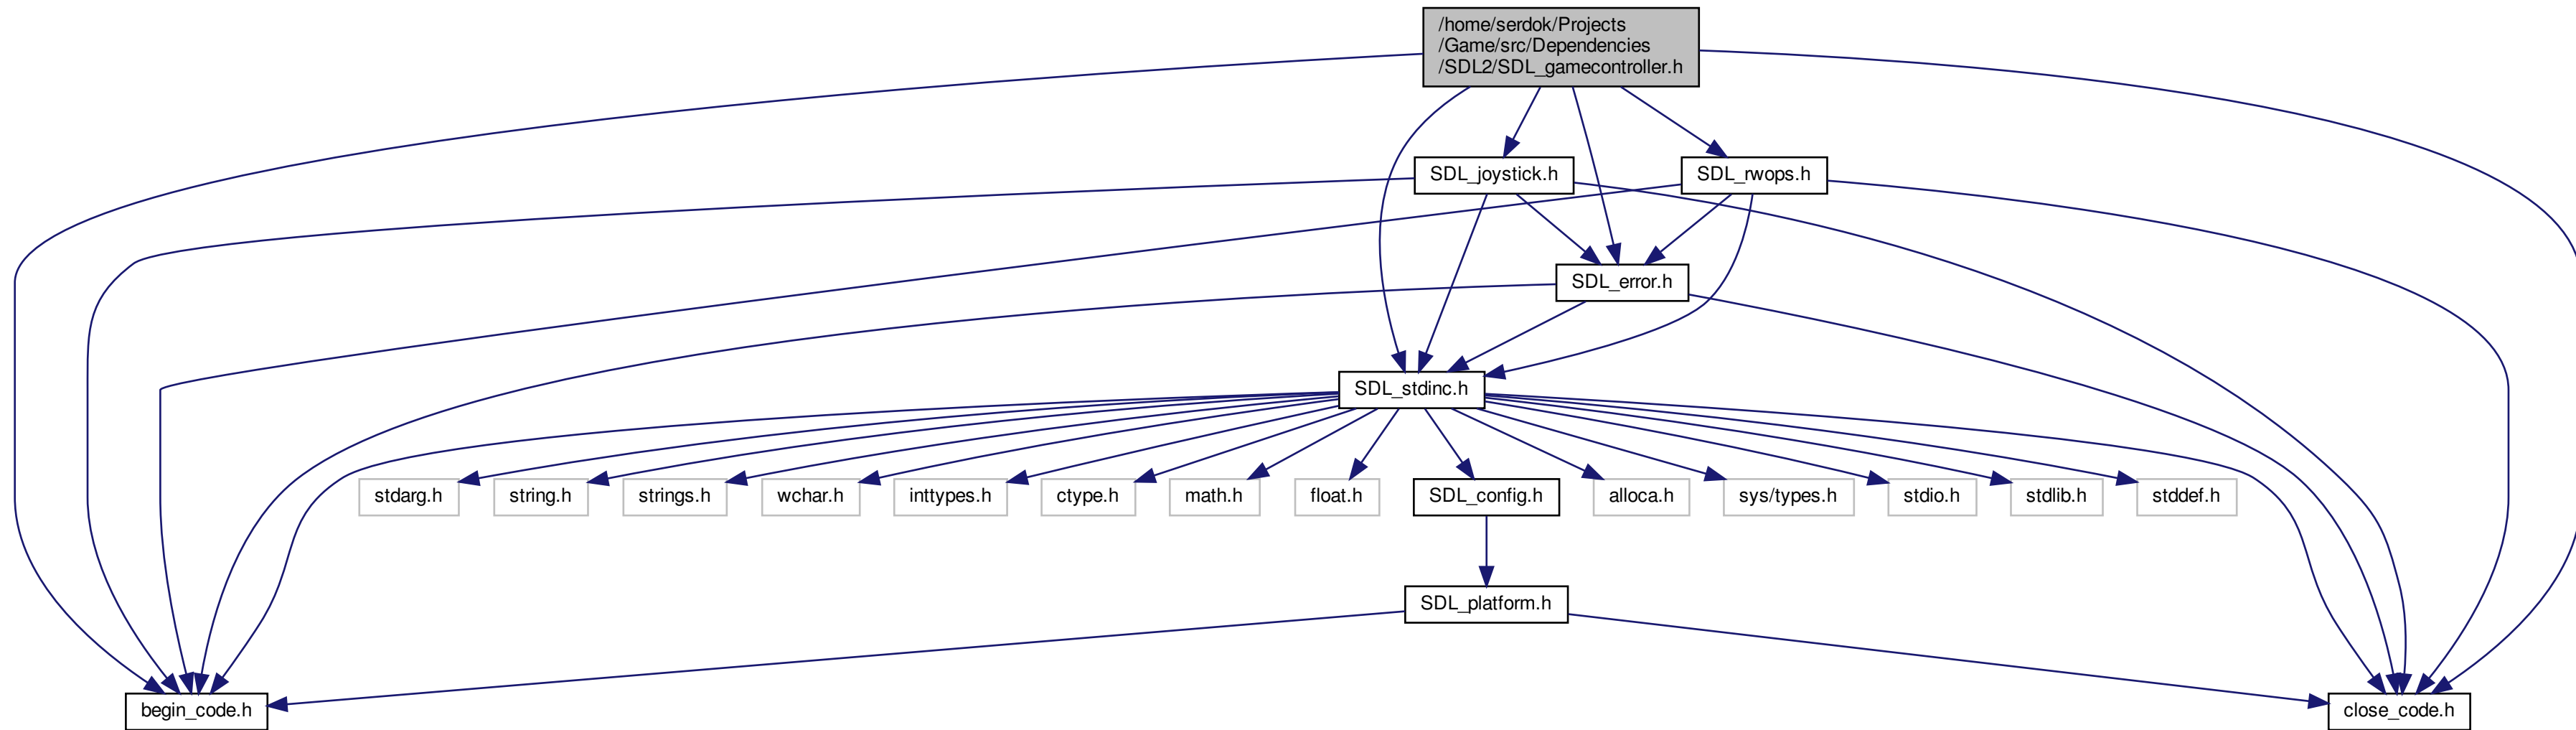 /home/serdok/Projects
/Game/src/Dependencies
/SDL2/SDL_gamecontroller.h
SDL_joystick.h
SDL_rwops.h
SDL_error.h
SDL_stdinc.h
stdarg.h
string.h
strings.h
wchar.h
inttypes.h
ctype.h
math.h
float.h
SDL_config.h
alloca.h
sys/types.h
stdio.h
stdlib.h
stddef.h
SDL_platform.h
begin_code.h
close_code.h